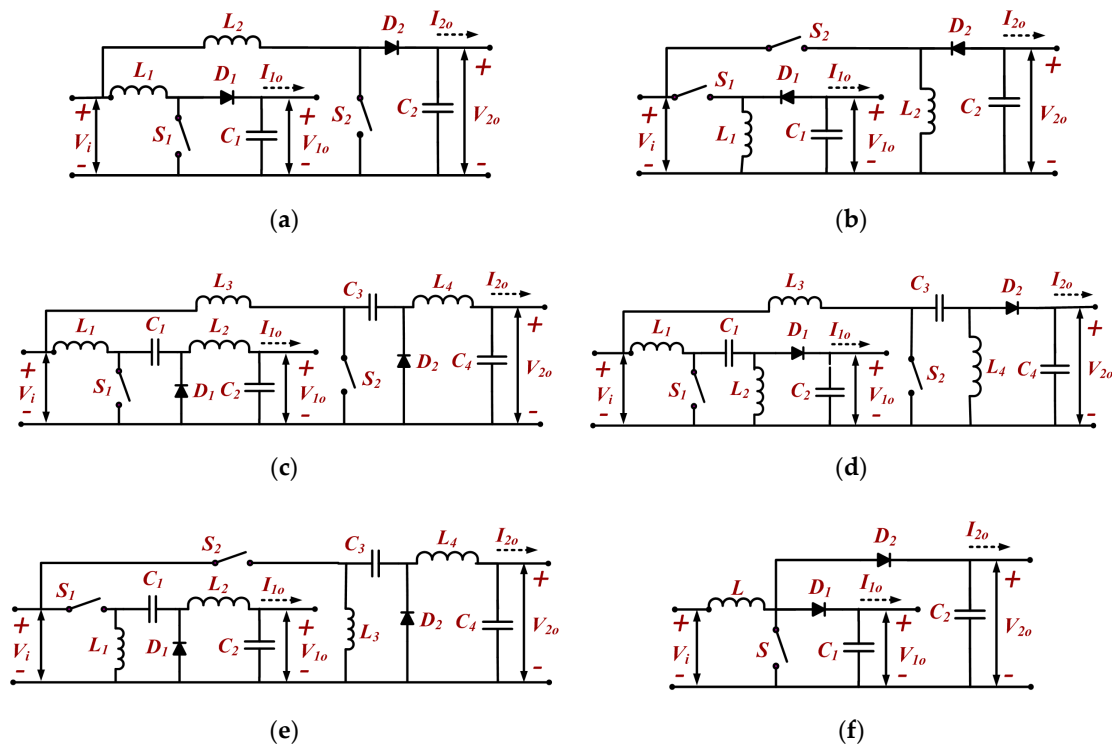 L2 D2 I2o
L1 D1 I1o
+ S1 C1 + S2 C2 +
Vi V1o V2o
- - -
(a)
S2 D2 I2o
S1 D1 I1o
+ L1 C1 + L2 C2 +
Vi V1o V2o
- - -
(b)
L3 C3 L4 I2o
L1 C1 L2 I1o
+ S1 D1 C2 + S2 D2 C4 +
Vi V1o V2o
- - -
(c)
L3 C3 D2 I2o
L1 C1 D1 I1o
+ S1 L2 C2 + S2 L4 C4 +
Vi V1o V2o
- - -
(d)
S2 C3 L4 I2o
S1 C1 L2 I1o
+ L1 D1 C2 + L3 D2 C4 +
Vi V1o V2o
- - -
(e)
D2 I2o
L D1 I1o
+ S C1 + C2 +
Vi V1o V2o
- - -
(f)